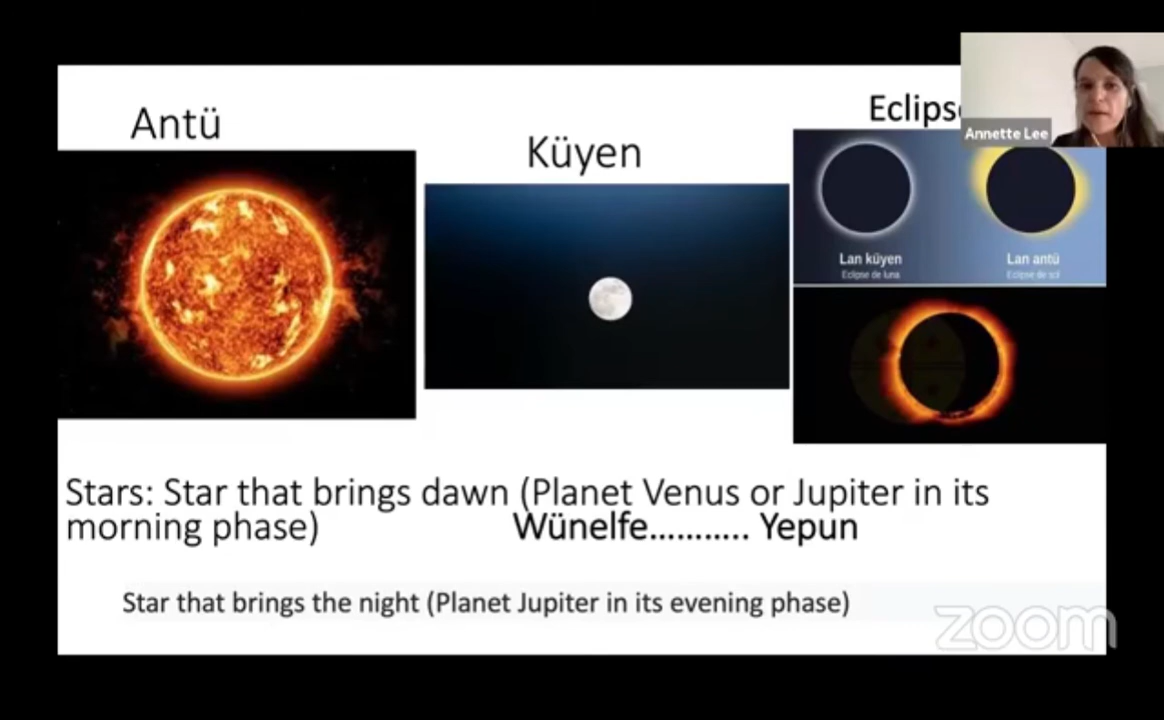 Antü
Küyen
Eclips
Annette Lee
Lan küyen
Eclipse de luna
Lan antü
Eclipse de sol
Stars: Star that brings dawn (Planet Venus or Jupiter in its
morning phase)
Wünelfe........... Yepun
Star that brings the night (Planet Jupiter in its evening phase)
zoom